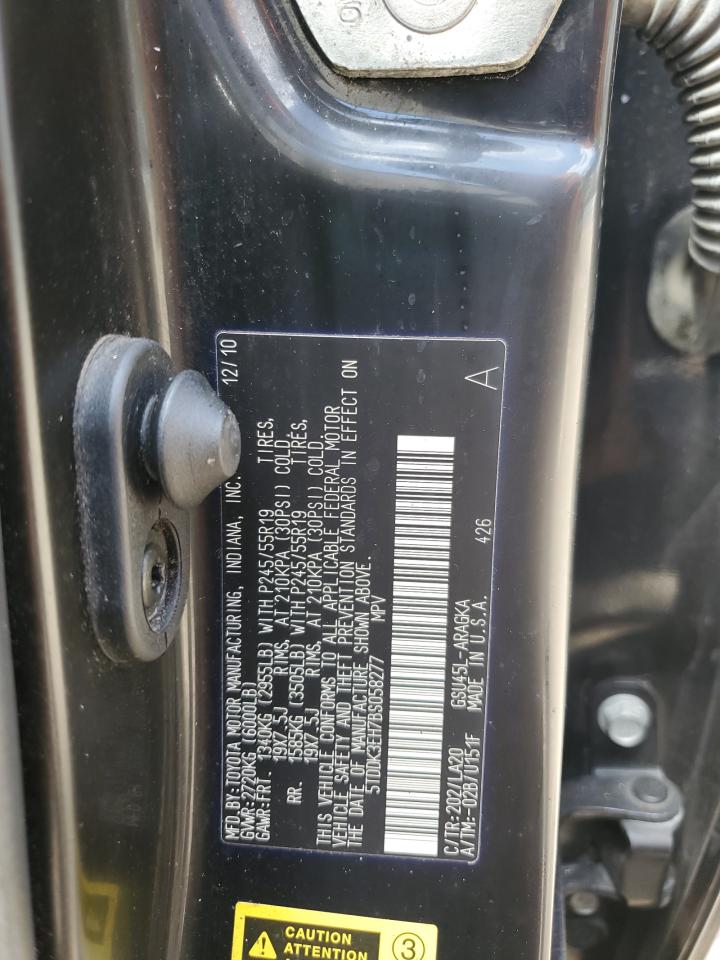 MFD.BY:TOYOTA MOTOR MANUFACTURING, INDIANA, INC. 12/10
GVWR:2720KG (6000LB)
GAWR:FRT. 1340KG (2955LB) WITH P245/55R19 TIRES,
19X7.5J RIMS, AT 210KPA (30PSI) COLD.
RR. 1585KG (3505LB) WITH P245/55R19 TIRES,
19X7.5J RIMS, AT 210KPA (30PSI) COLD.
THIS VEHICLE CONFORMS TO ALL APPLICABLE FEDERAL MOTOR
VEHICLE SAFETY AND THEFT PREVENTION STANDARDS IN EFFECT ON
THE DATE OF MANUFACTURE SHOWN ABOVE.
5TDDK3EH7BS058277 MPV
C/TR:202/LA20 GSU45L-ARAGKA
A/TM:-02B/U151F MADE IN U.S.A. 426
A
CAUTION
ATTENTION
3